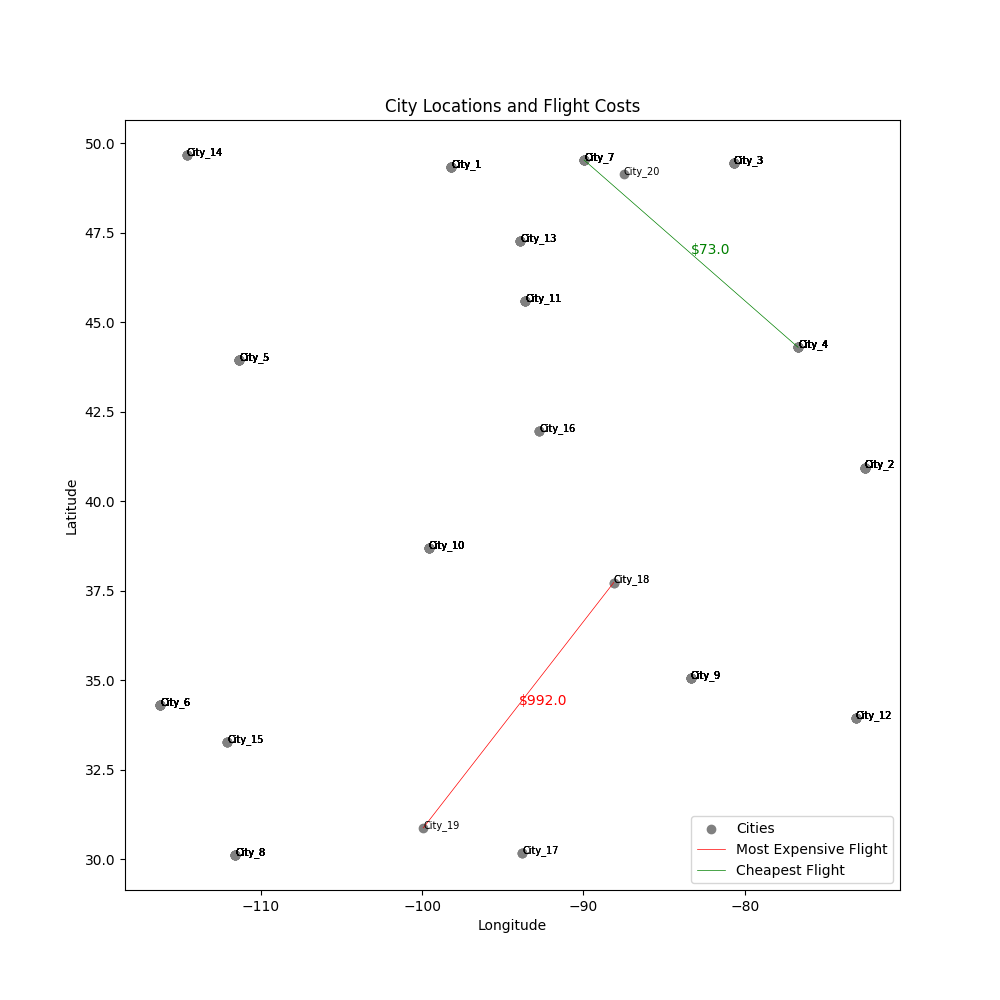 City Locations and Flight Costs
50.0
47.5
45.0
42.5
40.0
37.5
35.0
32.5
30.0
Latitude
City_14
City_1
City_7
City_20
City_3
City_13
$73.0
City_11
City_4
City_5
City_16
City_2
City_10
City_18
City_9
City_6
$992.0
City_12
City_15
City_19
City_8
City_17
Cities
Most Expensive Flight
Cheapest Flight
−110
−100
−90
−80
Longitude